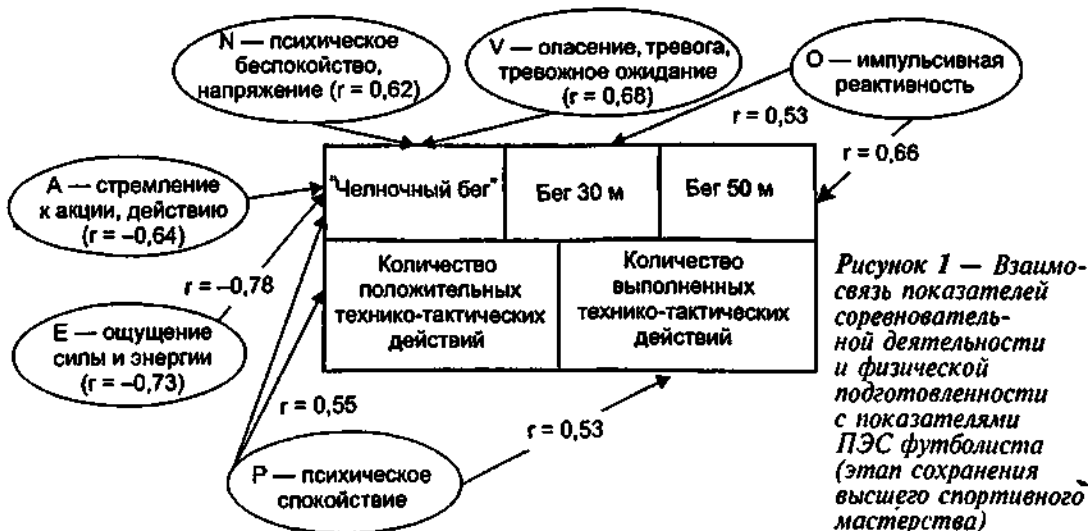 N — психическое
беспокойство,
напряжение (r = 0,62)
V — опасение, тревога,
тревожное ожидание
(r = 0,68)
O — импульсивная
реактивность
r = 0,53
r = 0,66
A — стремление
к акции, действию
(r = –0,64)
"Челночный бег"
Бег 30 м
Бег 50 м
r = –0,78
E — ощущение
силы и энергии
(r = –0,73)
Количество
положительных
технико-тактических
действий
Количество
выполненных
технико-тактических
действий
r = 0,55
r = 0,53
P — психическое
спокойствие
Рисунок 1 — Взаимо-
связь показателей
соревнователь-
ной деятельности
и физической
подготовленности
с показателями
ПЭС футболиста
(этап сохранения
высшего спортивного
мастерства)